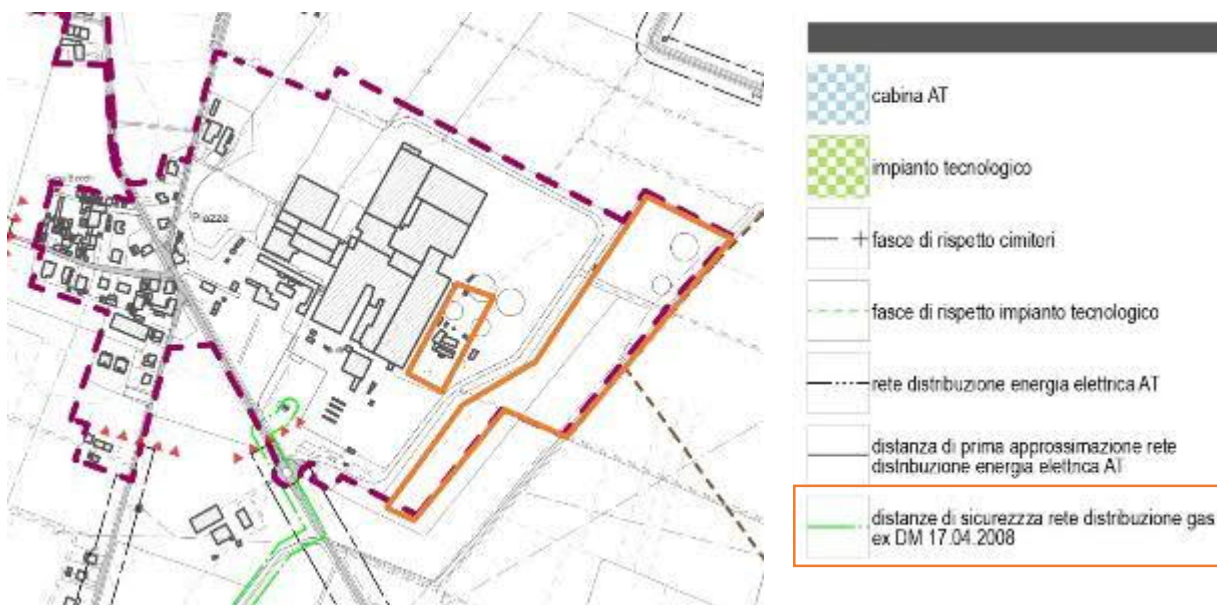 Piazza
cabina AT
impianto tecnologico
fasce di rispetto cimiteri
fasce di rispetto impianto tecnologico
rete distribuzione energia elettrica AT
distanza di prima approssimazione rete
distribuzione energia elettrica AT
distanze di sicurezzza rete distribuzione gas
ex DM 17.04.2008